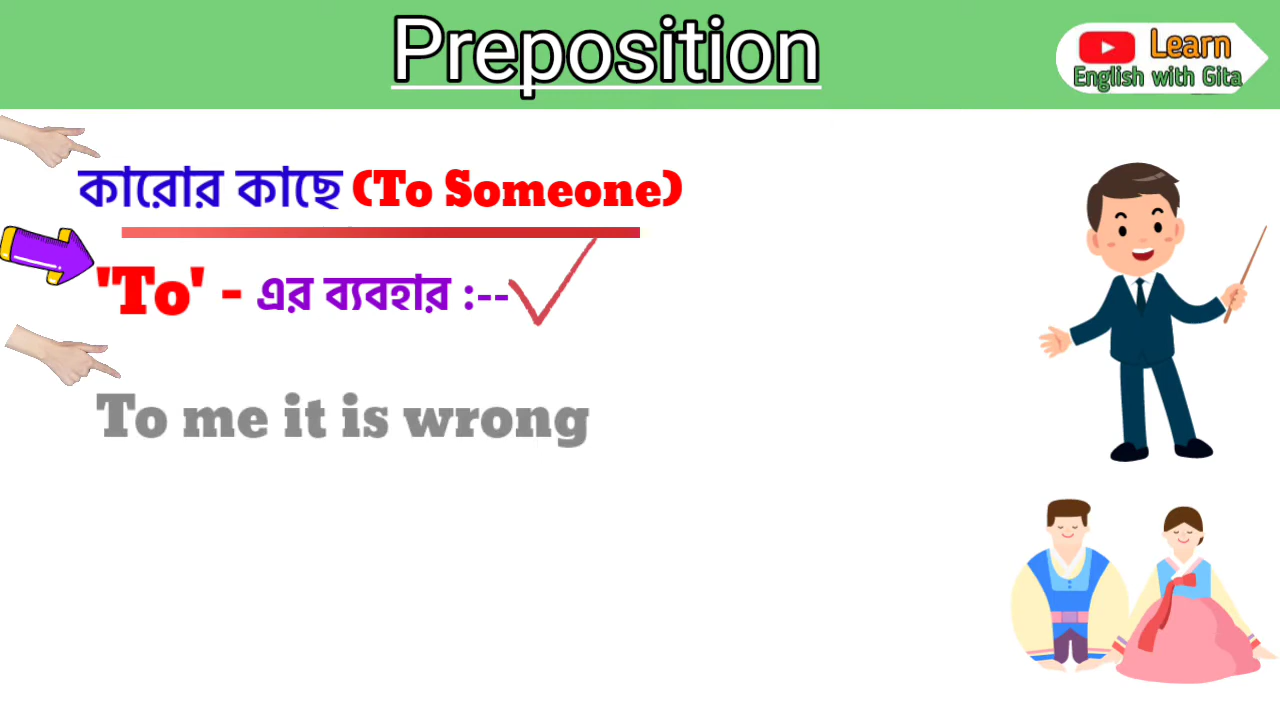 Preposition
Learn
English with Gita
কারোর কাছে (To Someone)
'To' - এর ব্যবহার :--
To me it is wrong